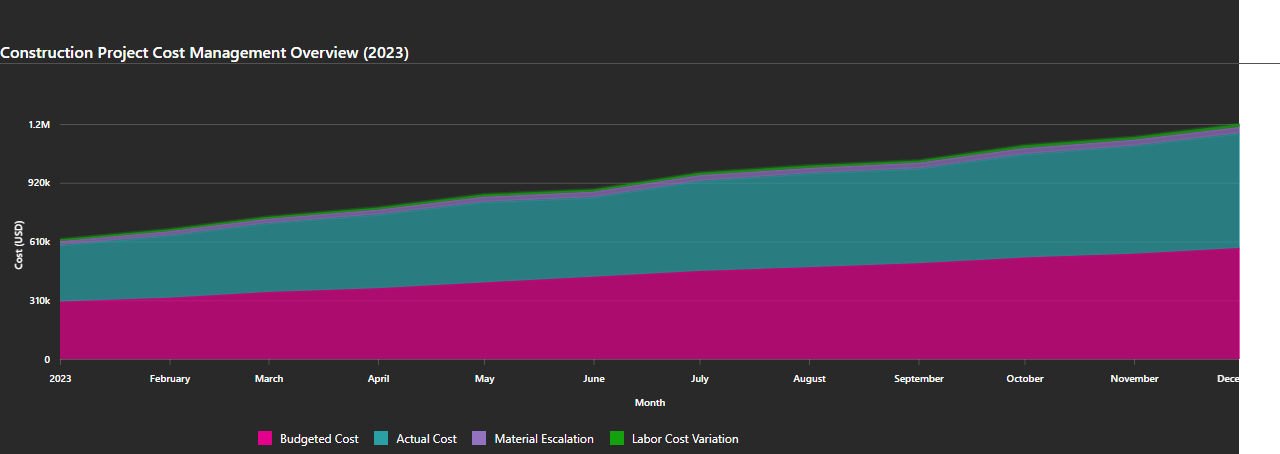 Construction Project Cost Management Overview (2023)
1.2M
920k
610k
310k
0
Cost (USD)
2023 February March April May June July August September October November Dece
Month
Budgeted Cost Actual Cost Material Escalation Labor Cost Variation